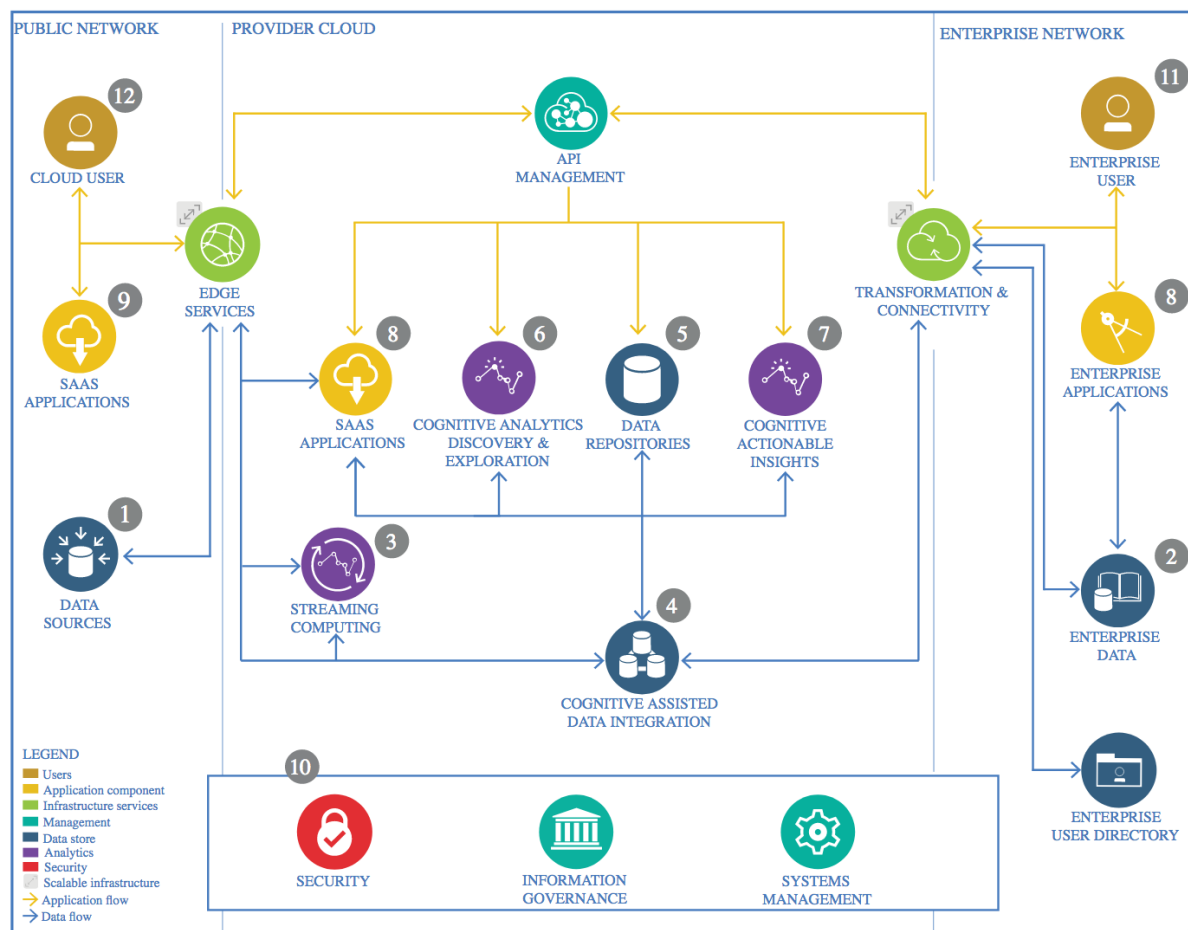 PUBLIC NETWORK
PROVIDER CLOUD
ENTERPRISE NETWORK
12
CLOUD USER
11
ENTERPRISE
USER
API
MANAGEMENT
EDGE
SERVICES
TRANSFORMATION &
CONNECTIVITY
9
SAAS
APPLICATIONS
8
SAAS
APPLICATIONS
6
COGNITIVE ANALYTICS
DISCOVERY &
EXPLORATION
5
DATA
REPOSITORIES
7
COGNITIVE
ACTIONABLE
INSIGHTS
8
ENTERPRISE
APPLICATIONS
1
DATA
SOURCES
3
STREAMING
COMPUTING
4
COGNITIVE ASSISTED
DATA INTEGRATION
2
ENTERPRISE
DATA
ENTERPRISE
USER DIRECTORY
LEGEND
Users
Application component
Infrastructure services
Management
Data store
Analytics
Security
Scalable infrastructure
Application flow
Data flow
10
SECURITY
INFORMATION
GOVERNANCE
SYSTEMS
MANAGEMENT